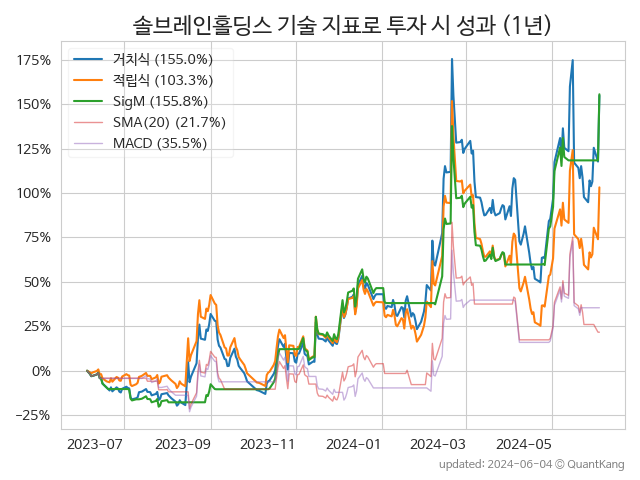 솔브레인홀딩스 기술 지표로 투자 시 성과 (1년)
175%
150%
125%
100%
75%
50%
25%
0%
−25%
거치식 (155.0%)
적립식 (103.3%)
SigM (155.8%)
SMA(20) (21.7%)
MACD (35.5%)
2023-07
2023-09
2023-11
2024-01
2024-03
2024-05
updated: 2024-06-04 © QuantKang